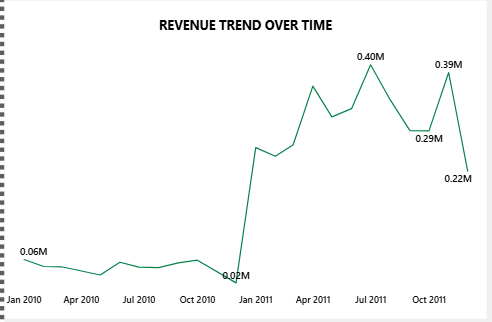 REVENUE TREND OVER TIME
0.40M
0.39M
0.29M
0.22M
0.06M
0.02M
Jan 2010 Apr 2010 Jul 2010 Oct 2010 Jan 2011 Apr 2011 Jul 2011 Oct 2011